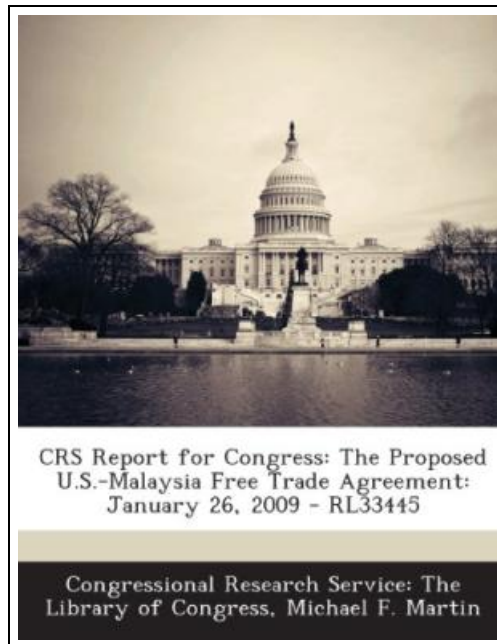 CRS Report for Congress: The Proposed
U.S.-Malaysia Free Trade Agreement:
January 26, 2009 - RL33445
Congressional Research Service: The
Library of Congress, Michael F. Martin